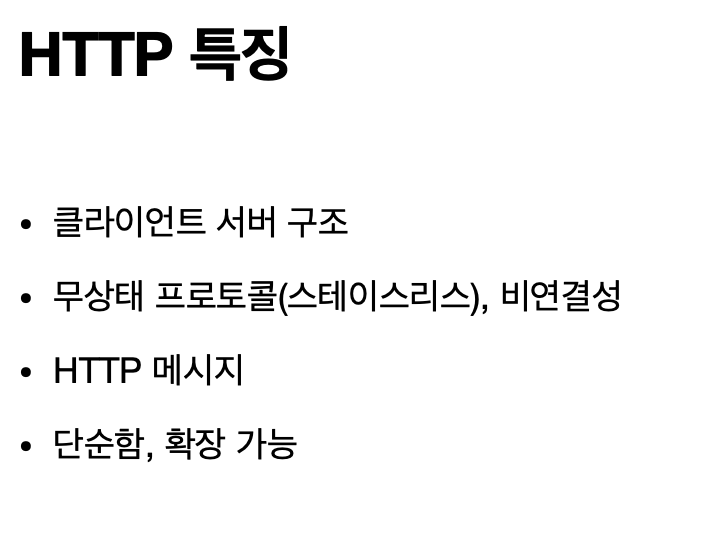 HTTP 특징
• 클라이언트 서버 구조
• 무상태 프로토콜(스테이스리스), 비연결성
• HTTP 메시지
• 단순함, 확장 가능